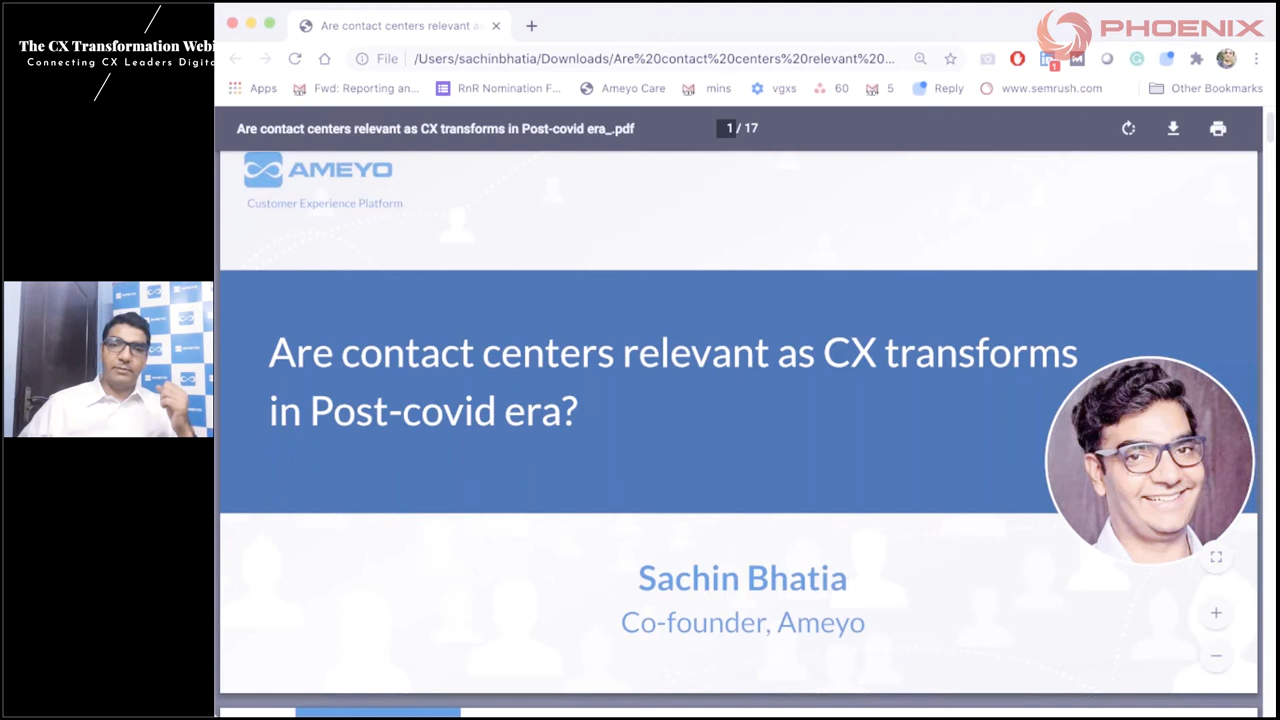 The CX Transformation Webi
Connecting CX Leaders Digita
Are contact centers relevant a
PHOENIX
File
/Users/sachinbhatia/Downloads/Are%20contact%20centers%20relevant%20...
1
Apps
Fwd: Reporting an...
RnR Nomination F...
Ameyo Care
mins
vgxs
60
5
Reply
www.semrush.com
Other Bookmarks
Are contact centers relevant as CX transforms in Post-covid era_.pdf
1 / 17
AMEYO
Customer Experience Platform
Are contact centers relevant as CX transforms
in Post-covid era?
Sachin Bhatia
Co-founder, Ameyo